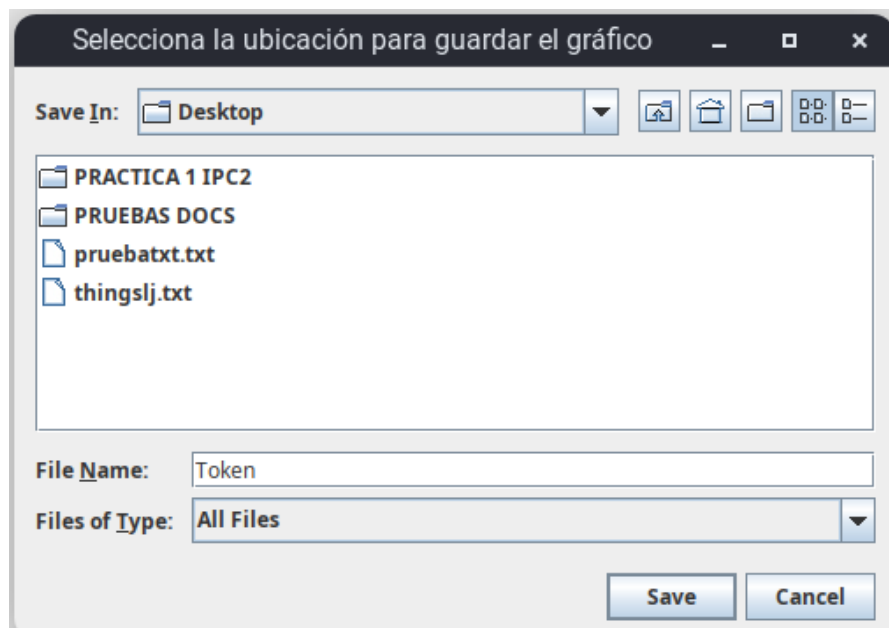 Selecciona la ubicación para guardar el gráfico
Save In: Desktop
PRACTICA 1 IPC2
PRUEBAS DOCS
pruebatxt.txt
thingslj.txt
File Name: Token
Files of Type: All Files
Save Cancel